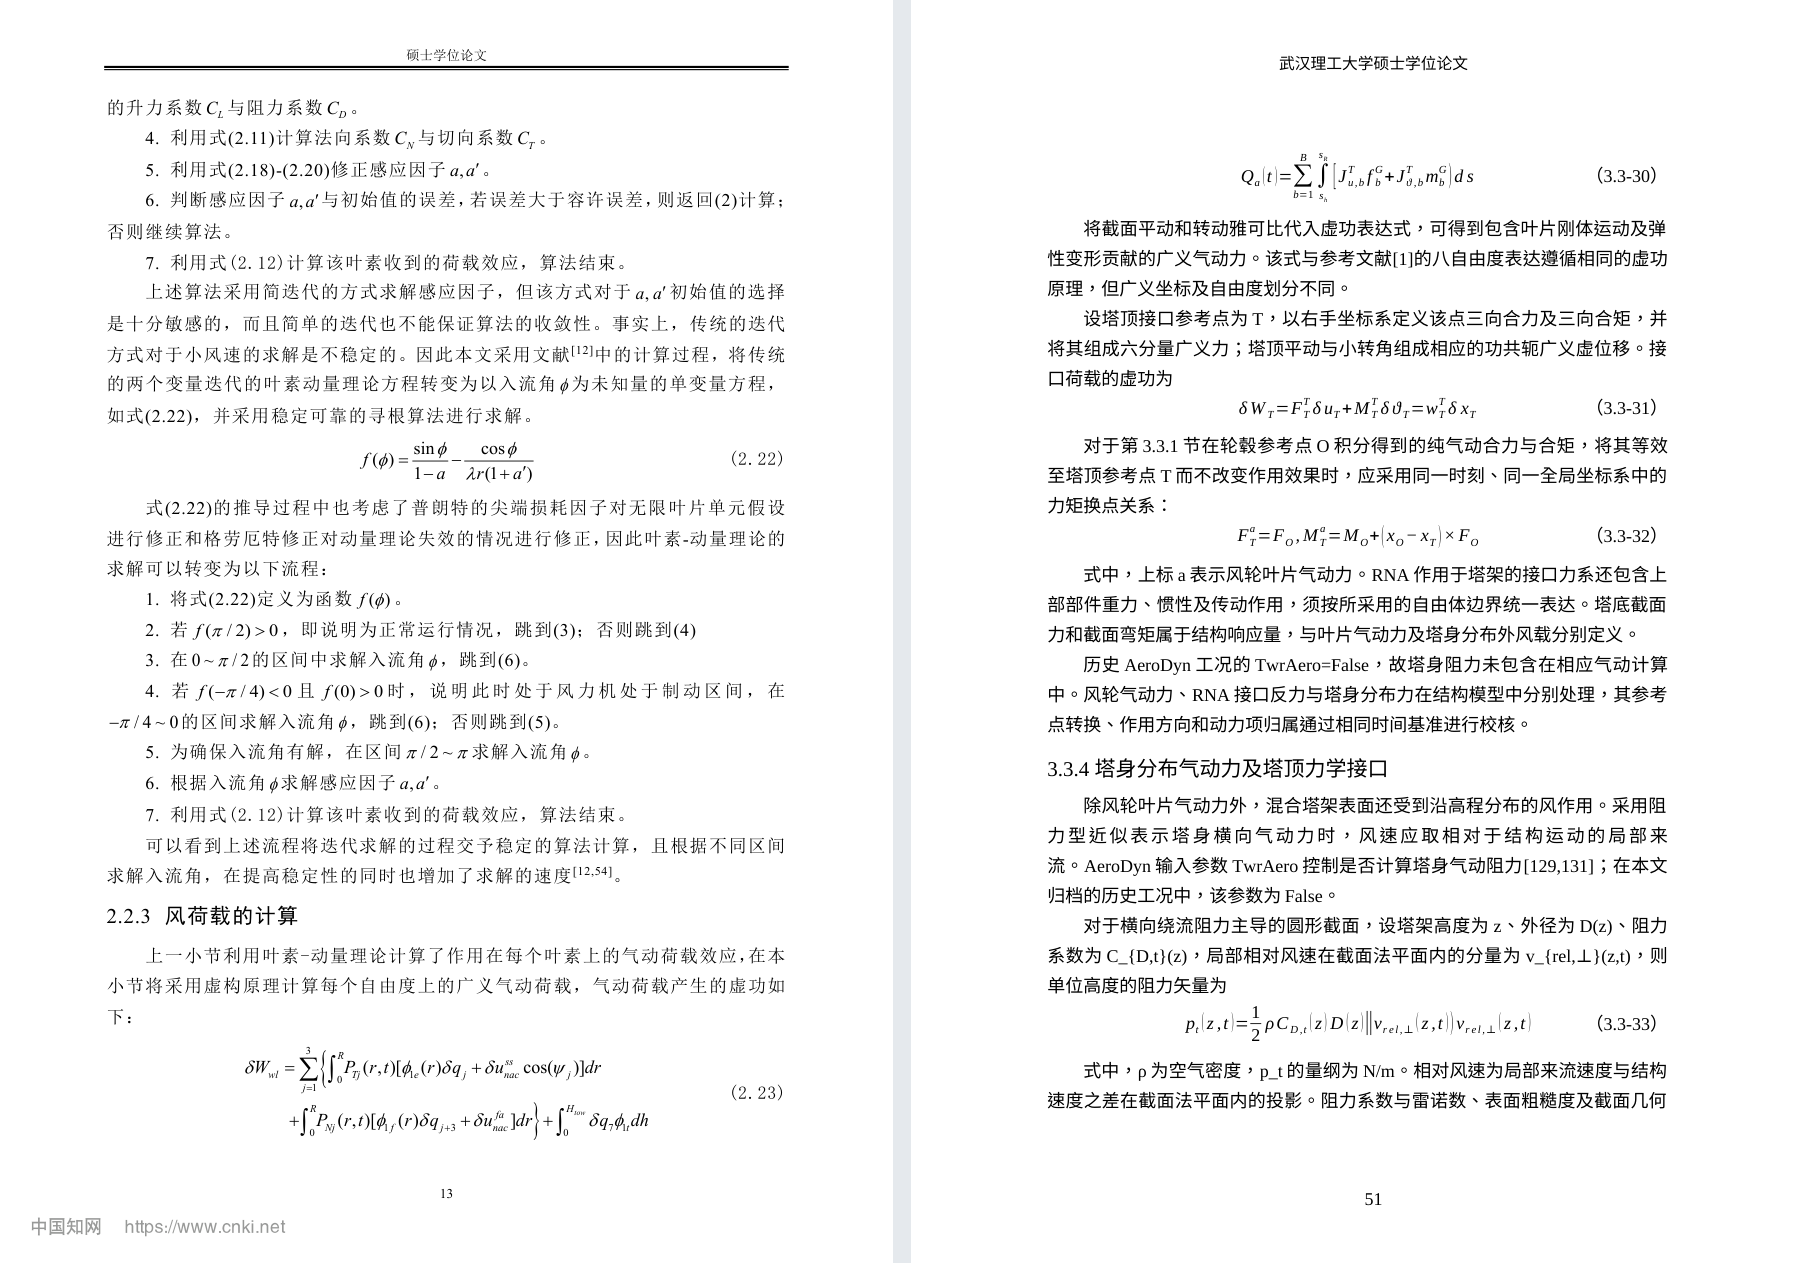 硕士学位论文
的升力系数 C_L 与阻力系数 C_D 。
4. 利用式(2.11)计算法向系数 C_N 与切向系数 C_T 。
5. 利用式(2.18)-(2.20)修正感应因子 a,a′。
6. 判断感应因子 a,a′与初始值的误差,若误差大于容许误差,则返回(2)计算;
否则继续算法。
7. 利用式(2.12)计算该叶素收到的荷载效应，算法结束。
上述算法采用简迭代的方式求解感应因子，但该方式对于 a,a′初始值的选择
是十分敏感的，而且简单的迭代也不能保证算法的收敛性。事实上，传统的迭代
方式对于小风速的求解是不稳定的。因此本文采用文献[12]中的计算过程，将传统
的两个变量迭代的叶素动量理论方程转变为以入流角ϕ为未知量的单变量方程，
如式(2.22)，并采用稳定可靠的寻根算法进行求解。
f(ϕ) = sinϕ/(1−a) − cosϕ/(λr(1+a′)) (2.22)
式(2.22)的推导过程中也考虑了普朗特的尖端损耗因子对无限叶片单元假设
进行修正和格劳厄特修正对动量理论失效的情况进行修正,因此叶素-动量理论的
求解可以转变为以下流程：
1. 将式(2.22)定义为函数 f(ϕ)。
2. 若 f(π/2)>0，即说明为正常运行情况，跳到(3)；否则跳到(4)
3. 在0~π/2的区间中求解入流角ϕ，跳到(6)。
4. 若 f(−π/4)<0 且 f(0)>0时，说明此时处于风力机处于制动区间，在
−π/4~0的区间求解入流角ϕ，跳到(6)；否则跳到(5)。
5. 为确保入流角有解，在区间 π/2~π 求解入流角ϕ。
6. 根据入流角ϕ求解感应因子 a,a′。
7. 利用式(2.12)计算该叶素收到的荷载效应，算法结束。
可以看到上述流程将迭代求解的过程交予稳定的算法计算，且根据不同区间
求解入流角，在提高稳定性的同时也增加了求解的速度[12,54]。
2.2.3 风荷载的计算
上一小节利用叶素-动量理论计算了作用在每个叶素上的气动荷载效应,在本
小节将采用虚构原理计算每个自由度上的广义气动荷载，气动荷载产生的虚功如
下：
δW_wl = ∑_{j=1}^{3} {∫_0^R P_Tj(r,t)[ϕ_1e(r)δq_j + δu_nac^ss cos(ψ_j)]dr
+∫_0^R P_Nj(r,t)[ϕ_1f(r)δq_{j+3} + δu_nac^fa]dr} + ∫_0^{H_tow} δq_7ϕ_1t dh (2.23)
13
中国知网 https://www.cnki.net
武汉理工大学硕士学位论文
Q_a(t)=∑_{b=1}^{B} ∫_{s_h}^{s_R} [J_{u,b}^T f_b^G+J_{ϑ,b}^T m_b^G]ds （3.3-30）
将截面平动和转动雅可比代入虚功表达式，可得到包含叶片刚体运动及弹
性变形贡献的广义气动力。该式与参考文献[1]的八自由度表达遵循相同的虚功
原理，但广义坐标及自由度划分不同。
设塔顶接口参考点为 T，以右手坐标系定义该点三向合力及三向合矩，并
将其组成六分量广义力；塔顶平动与小转角组成相应的功共轭广义虚位移。接
口荷载的虚功为
δW_T=F_T^T δu_T+M_T^T δϑ_T=w_T^T δx_T （3.3-31）
对于第 3.3.1 节在轮毂参考点 O 积分得到的纯气动合力与合矩，将其等效
至塔顶参考点 T 而不改变作用效果时，应采用同一时刻、同一全局坐标系中的
力矩换点关系：
F_T^a=F_O,M_T^a=M_O+(x_O−x_T)×F_O （3.3-32）
式中，上标 a 表示风轮叶片气动力。RNA 作用于塔架的接口力系还包含上
部部件重力、惯性及传动作用，须按所采用的自由体边界统一表达。塔底截面
力和截面弯矩属于结构响应量，与叶片气动力及塔身分布外风载分别定义。
历史 AeroDyn 工况的 TwrAero=False，故塔身阻力未包含在相应气动计算
中。风轮气动力、RNA 接口反力与塔身分布力在结构模型中分别处理，其参考
点转换、作用方向和动力项归属通过相同时间基准进行校核。
3.3.4 塔身分布气动力及塔顶力学接口
除风轮叶片气动力外，混合塔架表面还受到沿高程分布的风作用。采用阻
力型近似表示塔身横向气动力时，风速应取相对于结构运动的局部来
流。AeroDyn 输入参数 TwrAero 控制是否计算塔身气动阻力[129,131]；在本文
归档的历史工况中，该参数为 False。
对于横向绕流阻力主导的圆形截面，设塔架高度为 z、外径为 D(z)、阻力
系数为 C_{D,t}(z)，局部相对风速在截面法平面内的分量为 v_{rel,⊥}(z,t)，则
单位高度的阻力矢量为
p_t(z,t)=1/2 ρC_{D,t}(z)D(z)‖v_{rel,⊥}(z,t)‖v_{rel,⊥}(z,t) （3.3-33）
式中，ρ 为空气密度，p_t 的量纲为 N/m。相对风速为局部来流速度与结构
速度之差在截面法平面内的投影。阻力系数与雷诺数、表面粗糙度及截面几何
51